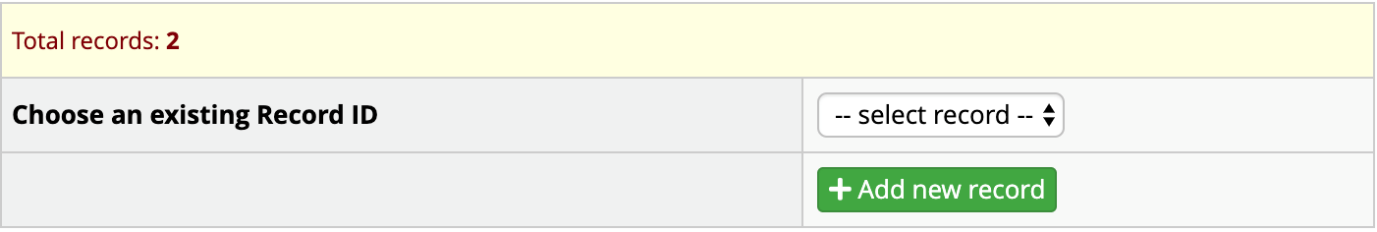 Total records: 2
Choose an existing Record ID
-- select record --
Add new record